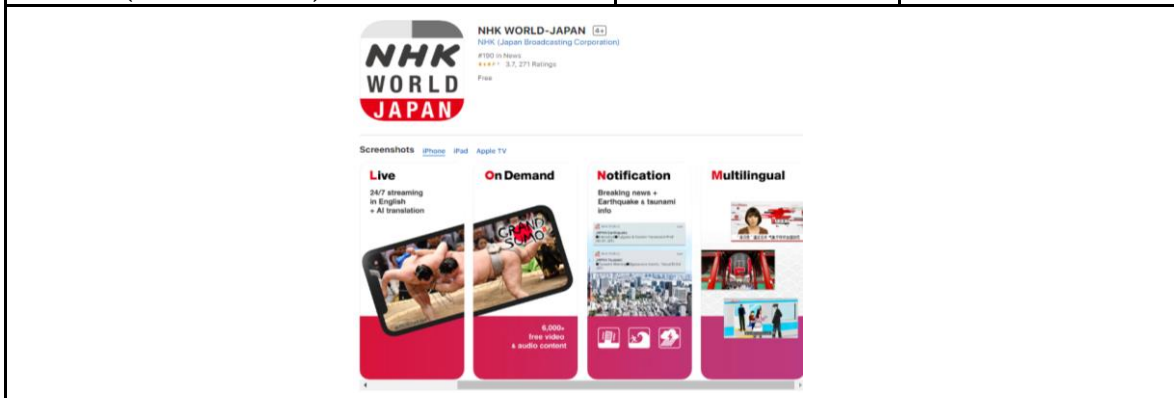 NHK WORLD-JAPAN 4+
NHK (Japan Broadcasting Corporation)
#190 in News
3.7, 271 Ratings
Free
NHK
WORLD
JAPAN
Screenshots iPhone iPad Apple TV
Live
24/7 streaming
in English
+ AI translation
On Demand
GRAND
SUMO
6,000+
free video
& audio content
Notification
Breaking news +
Earthquake & tsunami
info
Multilingual